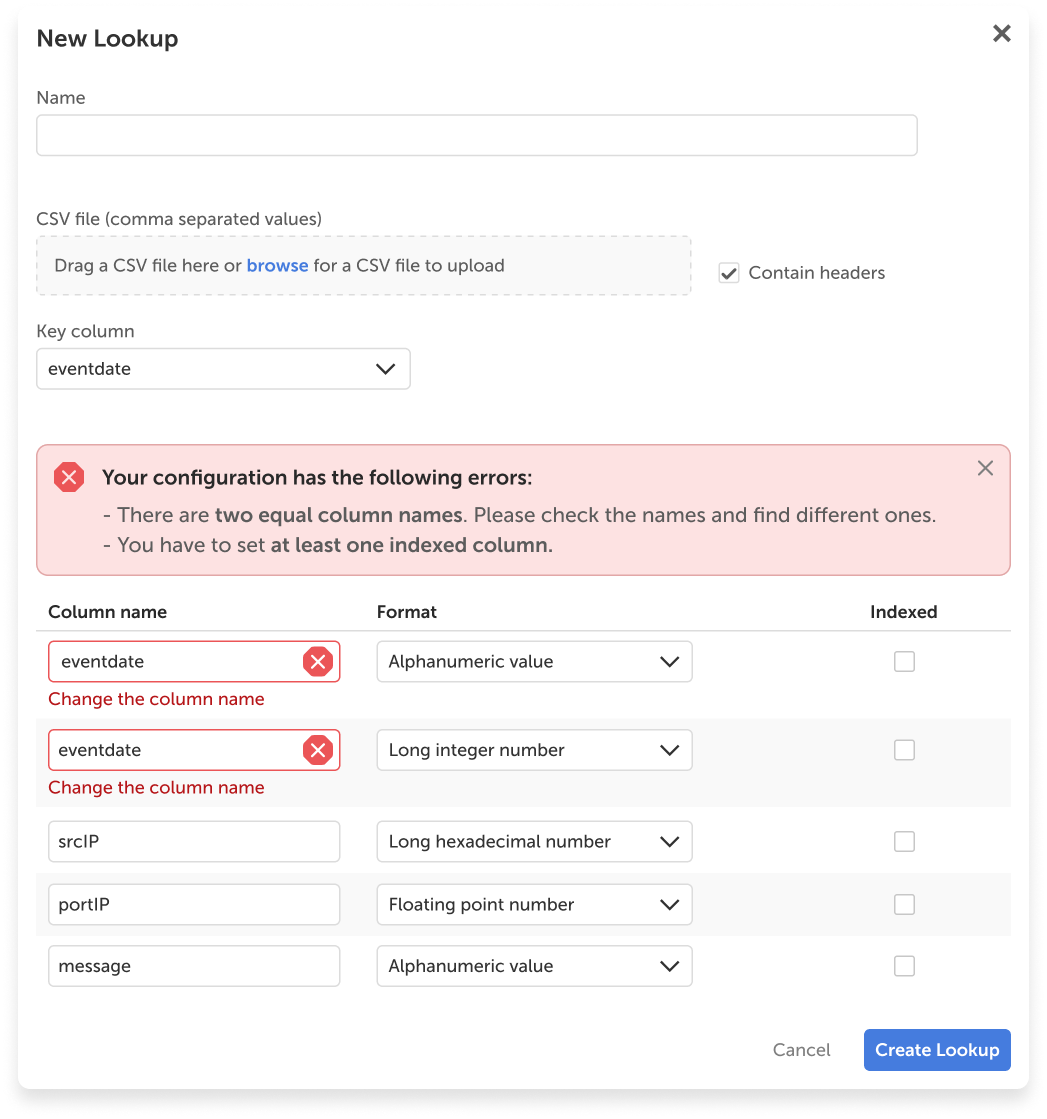 New Lookup
Name
CSV file (comma separated values)
Drag a CSV file here or browse for a CSV file to upload
Contain headers
Key column
eventdate
Your configuration has the following errors:
- There are two equal column names. Please check the names and find different ones.
- You have to set at least one indexed column.
Column name Format Indexed
eventdate Alphanumeric value
Change the column name
eventdate Long integer number
Change the column name
srcIP Long hexadecimal number
portIP Floating point number
message Alphanumeric value
Cancel Create Lookup